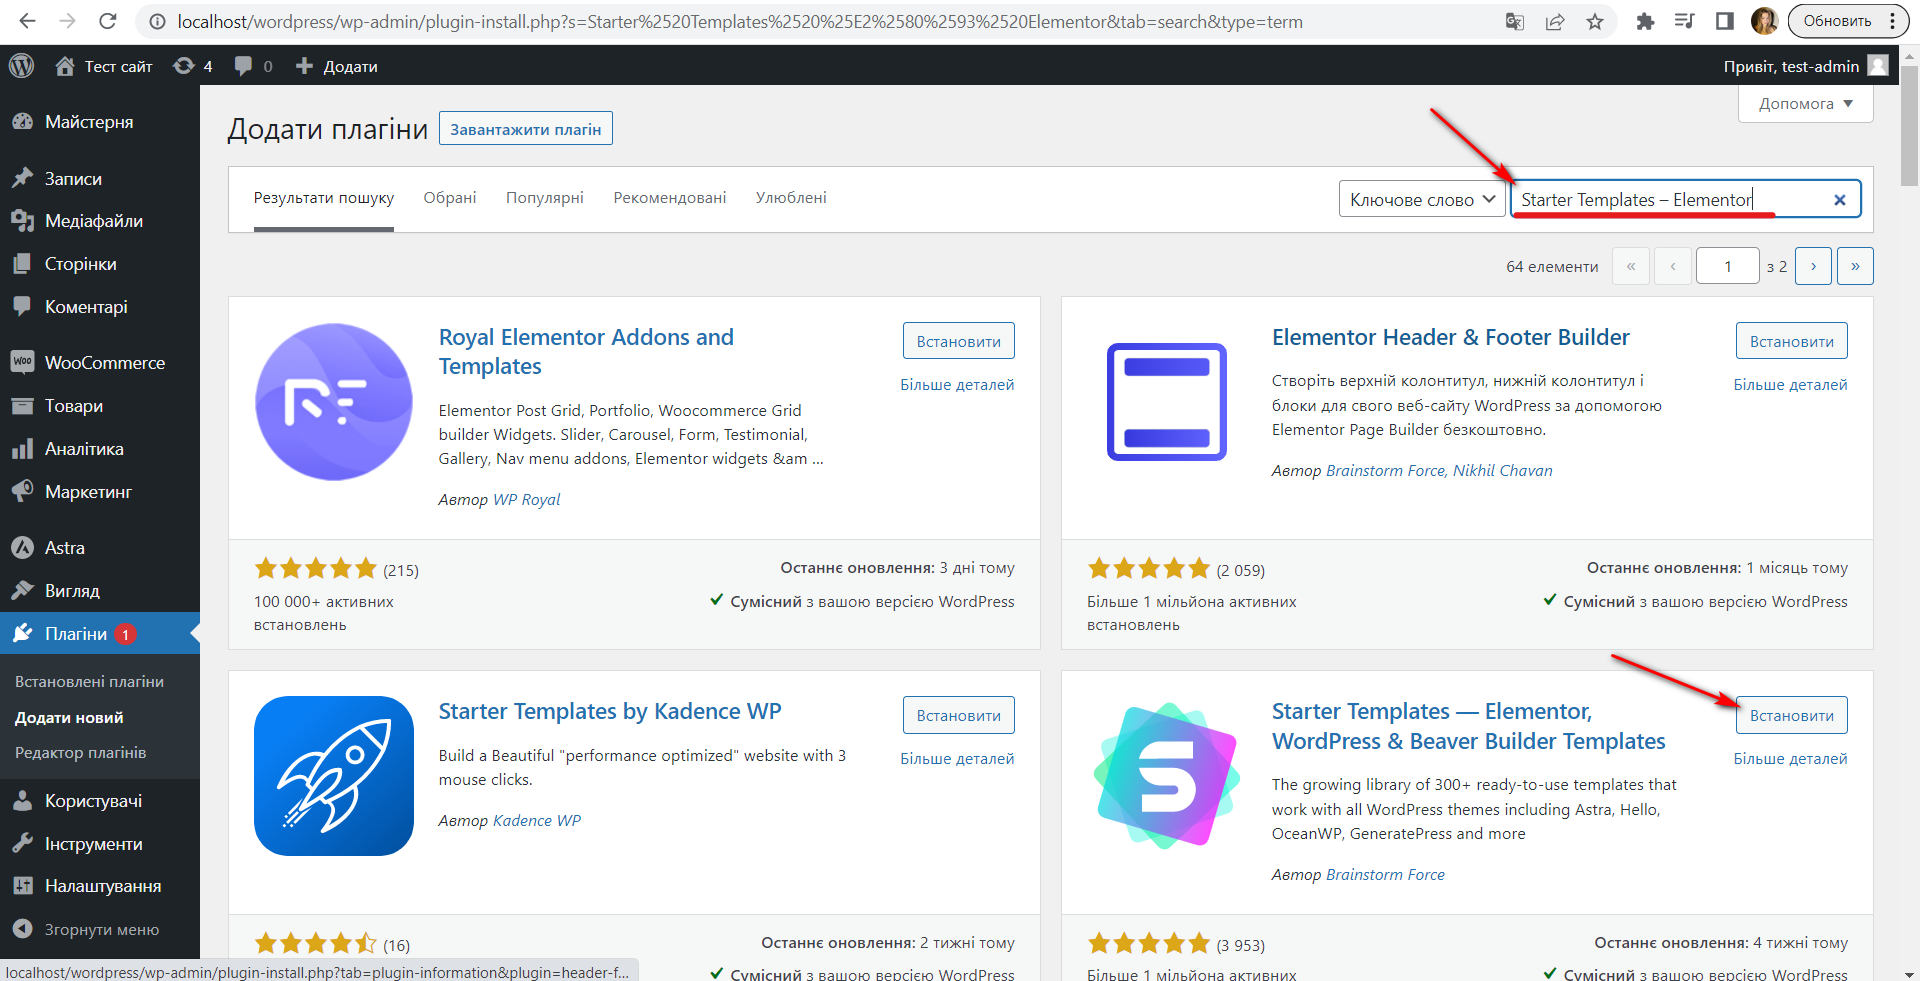 localhost/wordpress/wp-admin/plugin-install.php?s=Starter%2520Templates%2520%25E2%2580%2593%2520Elementor&tab=search&type=term
Обновить
Тест сайт
4
0
Додати
Привіт, test-admin
Майстерня
Записи
Медіафайли
Сторінки
Коментарі
Woo
WooCommerce
Товари
Аналітика
Маркетинг
Astra
Вигляд
Плагіни 1
Встановлені плагіни
Додати новий
Редактор плагінів
Користувачі
Інструменти
Налаштування
Згорнути меню
Допомога
Додати плагіни
Завантажити плагін
Результати пошуку
Обрані
Популярні
Рекомендовані
Улюблені
Ключове слово
Starter Templates – Elementor
64 елементи
«
‹
1
з 2
›
»
Royal Elementor Addons and
Templates
Встановити
Більше деталей
Elementor Post Grid, Portfolio, Woocommerce Grid
builder Widgets. Slider, Carousel, Form, Testimonial,
Gallery, Nav menu addons, Elementor widgets &am ...
Автор WP Royal
(215)
100 000+ активних
встановлень
Останнє оновлення: 3 дні тому
Сумісний з вашою версією WordPress
Elementor Header & Footer Builder
Встановити
Більше деталей
Створіть верхній колонтитул, нижній колонтитул і
блоки для свого веб-сайту WordPress за допомогою
Elementor Page Builder безкоштовно.
Автор Brainstorm Force, Nikhil Chavan
(2 059)
Більше 1 мільйона активних
встановлень
Останнє оновлення: 1 місяць тому
Сумісний з вашою версією WordPress
Starter Templates by Kadence WP
Встановити
Більше деталей
Build a Beautiful "performance optimized" website with 3
mouse clicks.
Автор Kadence WP
(16)
Останнє оновлення: 2 тижні тому
Сумісний з вашою версією WordPress
Starter Templates — Elementor,
WordPress & Beaver Builder Templates
Встановити
Більше деталей
The growing library of 300+ ready-to-use templates that
work with all WordPress themes including Astra, Hello,
OceanWP, GeneratePress and more
Автор Brainstorm Force
(3 953)
Більше 1 мільйона активних
Останнє оновлення: 4 тижні тому
Сумісний з вашою версією WordPress
localhost/wordpress/wp-admin/plugin-install.php?tab=plugin-information&plugin=header-f...